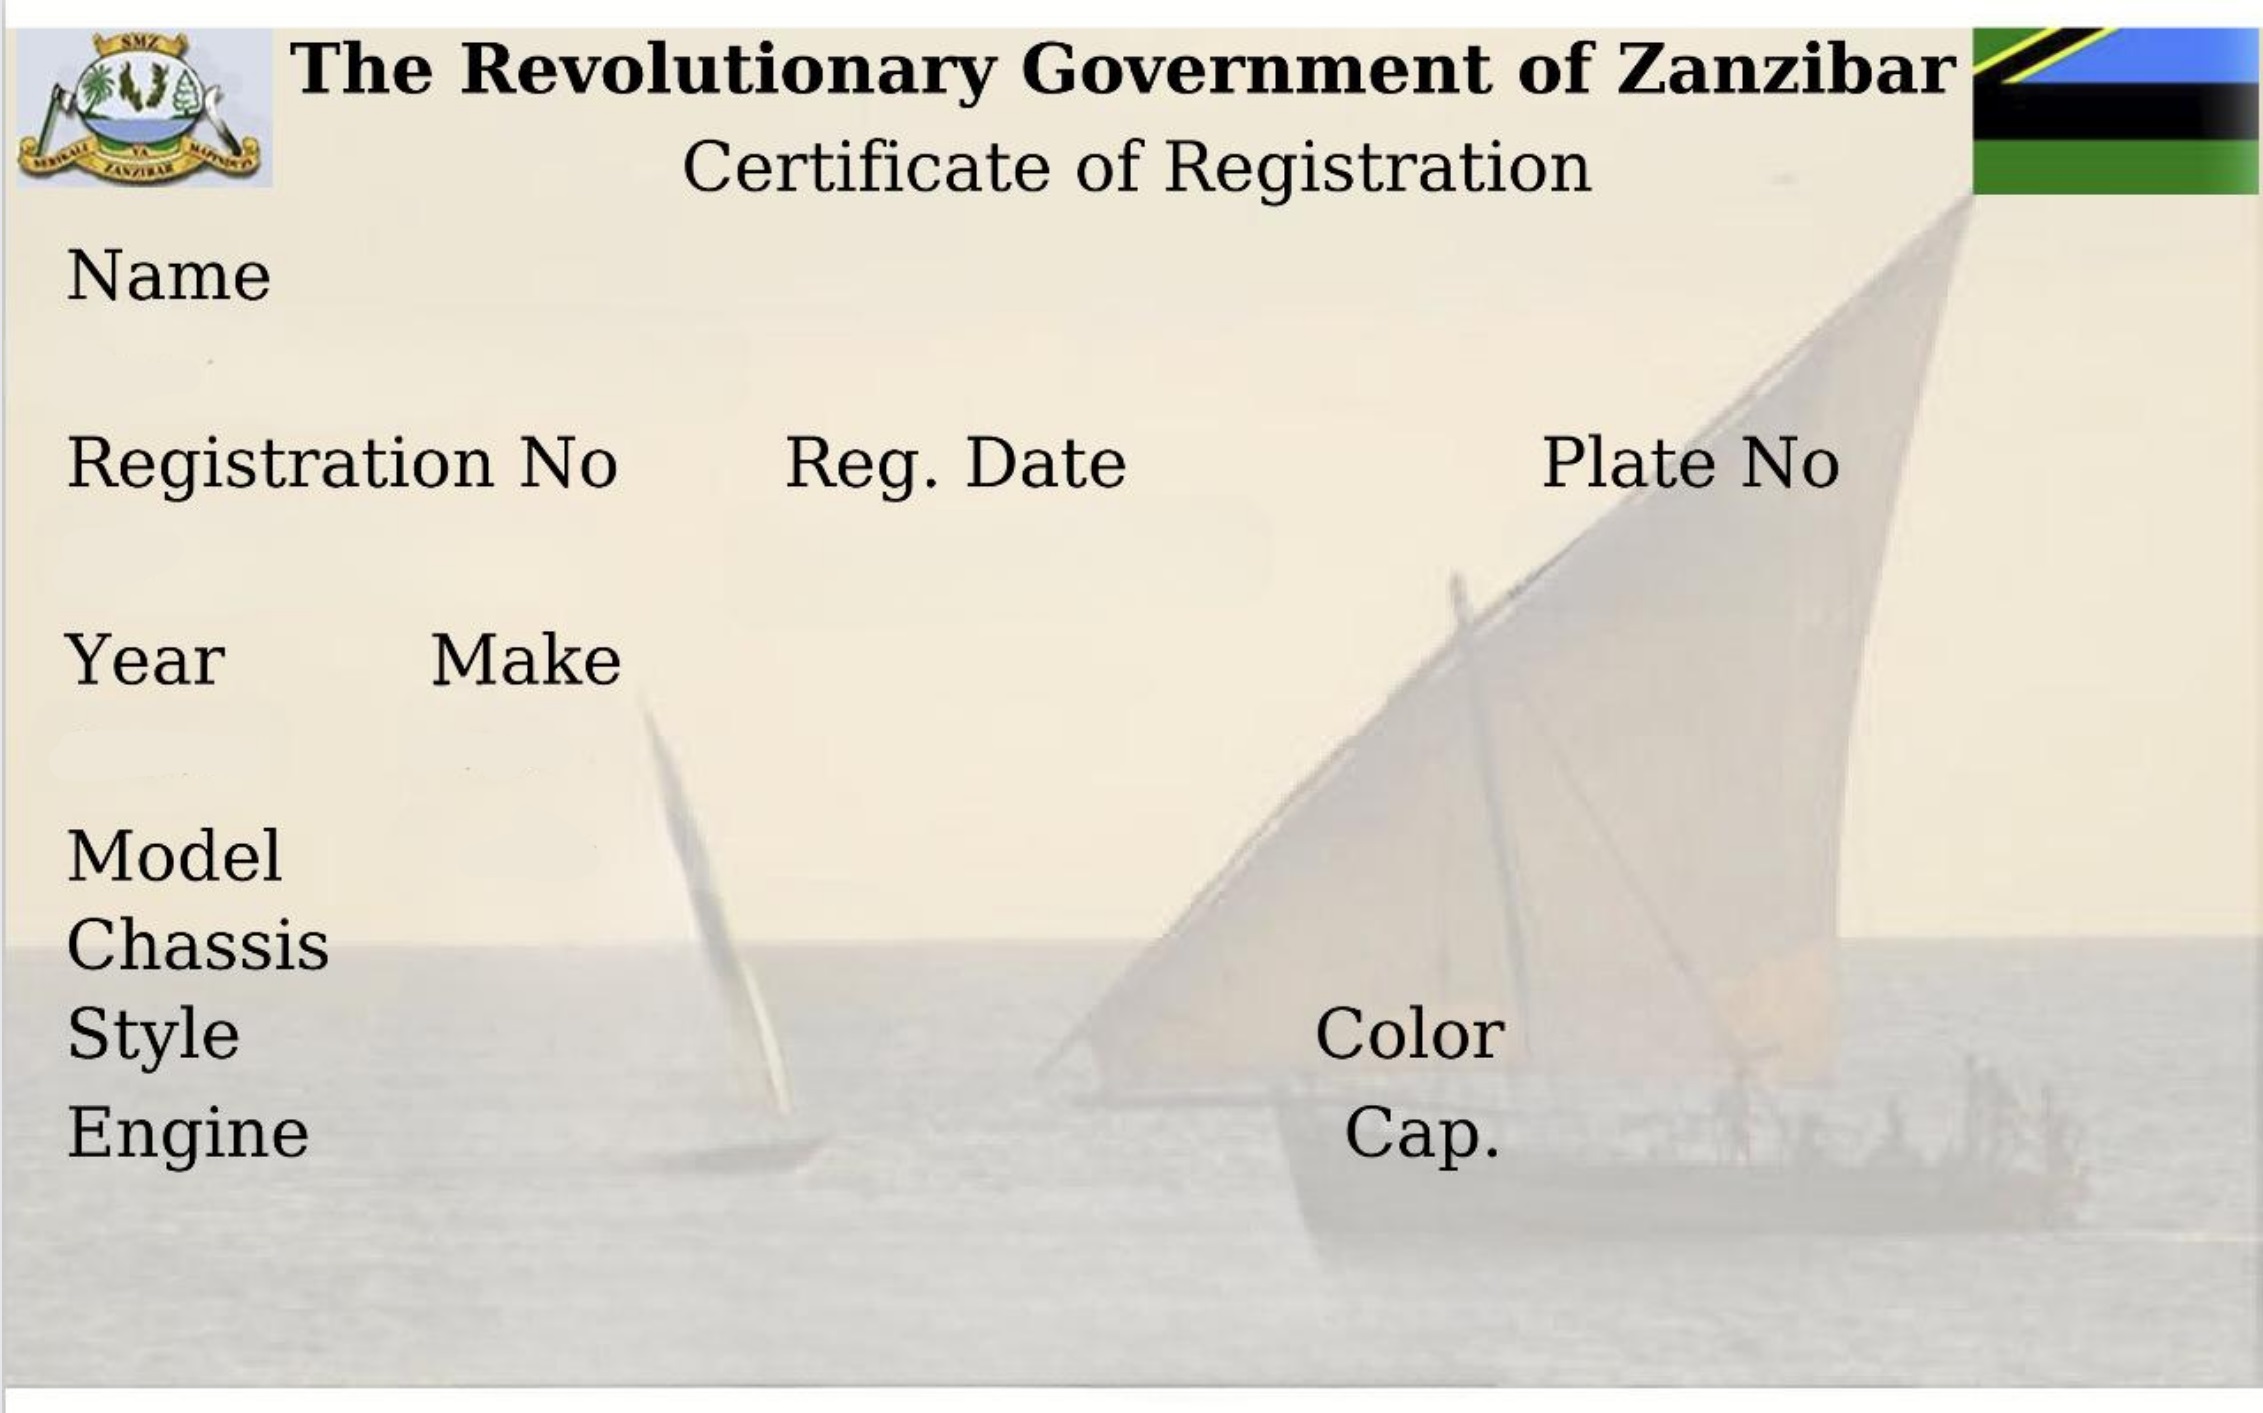 SMZ
SERIKALI YA MAPINDUZI
ZANZIBAR
The Revolutionary Government of Zanzibar
Certificate of Registration
Name
Registration No Reg. Date Plate No
Year Make
Model
Chassis
Style Color
Engine Cap.